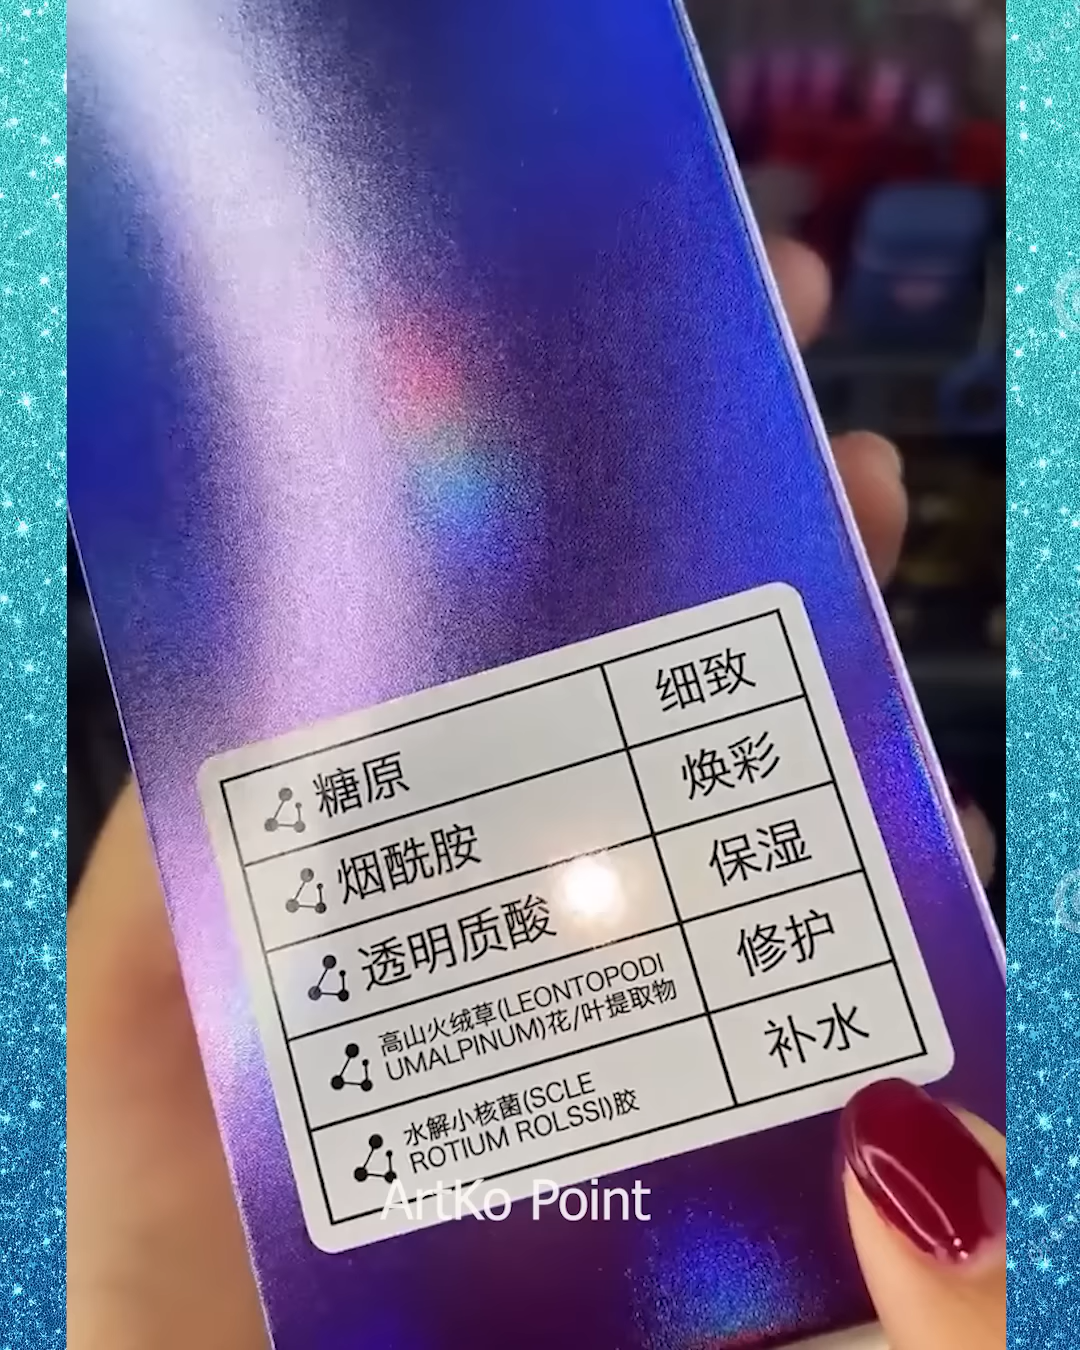 糖原
细致
烟酰胺
焕彩
透明质酸
保湿
高山火绒草(LEONTOPODI
UMALPINUM)花/叶提取物
修护
水解小核菌(SCLE
ROTIUM ROLSSI)胶
补水
ArtKo Point